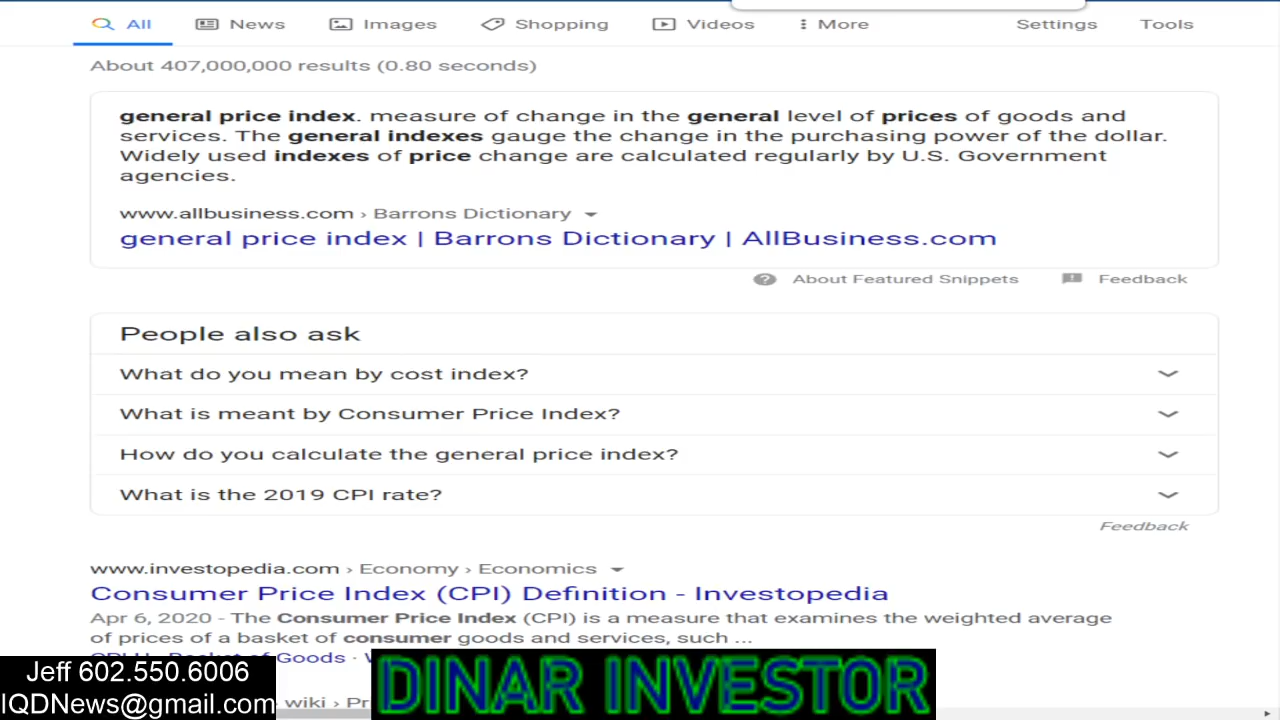 All News Images Shopping Videos More Settings Tools
About 407,000,000 results (0.80 seconds)
general price index. measure of change in the general level of prices of goods and
services. The general indexes gauge the change in the purchasing power of the dollar.
Widely used indexes of price change are calculated regularly by U.S. Government
agencies.
www.allbusiness.com › Barrons Dictionary
general price index | Barrons Dictionary | AllBusiness.com
About Featured Snippets Feedback
People also ask
What do you mean by cost index?
What is meant by Consumer Price Index?
How do you calculate the general price index?
What is the 2019 CPI rate?
Feedback
www.investopedia.com › Economy › Economics
Consumer Price Index (CPI) Definition - Investopedia
Apr 6, 2020 - The Consumer Price Index (CPI) is a measure that examines the weighted average
of prices of a basket of consumer goods and services, such ...
Goods ·
wiki › Pr
Jeff 602.550.6006
IQDNews@gmail.com
DINAR INVESTOR